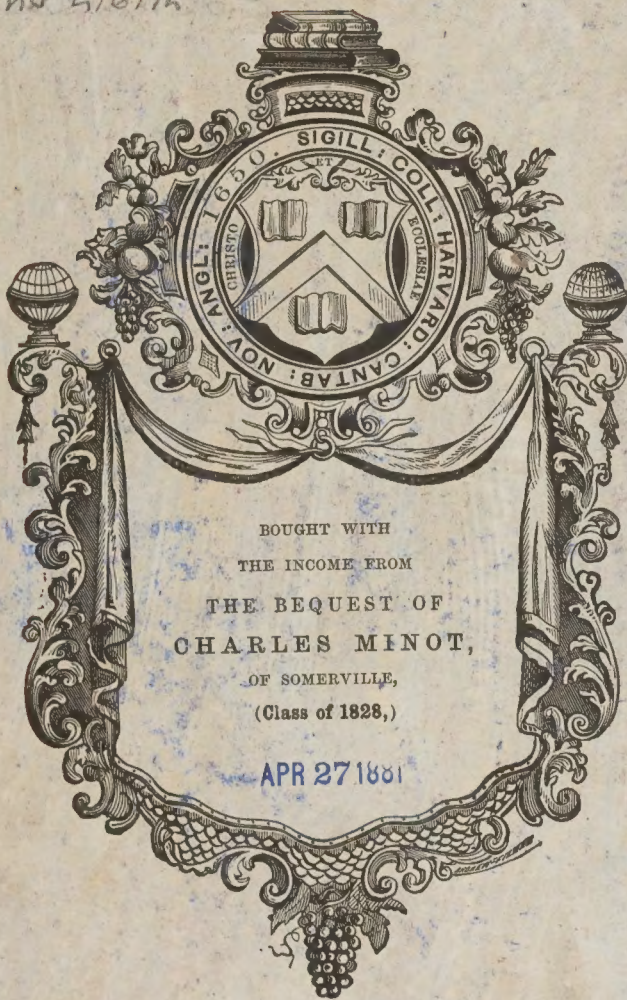 SIGILL: COLL: HARVARD: CANTAB: NOV: ANGL: 1650.
CHRISTO
ET
ECCLESIAE
BOUGHT WITH
THE INCOME FROM
THE BEQUEST OF
CHARLES MINOT,
OF SOMERVILLE,
(Class of 1828,)
APR 27 1881